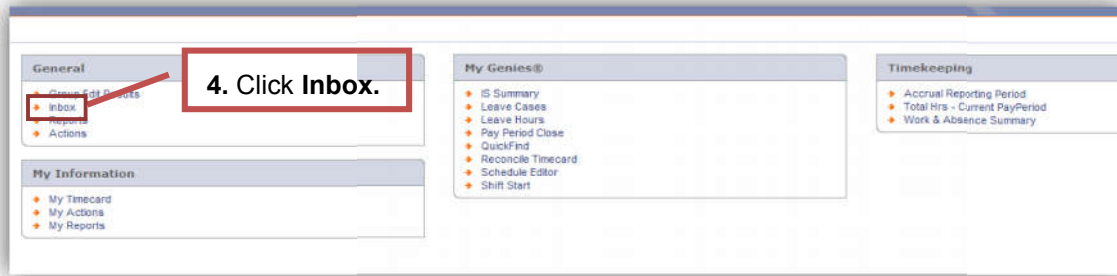 General
Group Edit Results
Inbox
Reports
Actions
4. Click Inbox.
My Information
My Timecard
My Actions
My Reports
My Genies®
IS Summary
Leave Cases
Leave Hours
Pay Period Close
QuickFind
Reconcile Timecard
Schedule Editor
Shift Start
Timekeeping
Accrual Reporting Period
Total Hrs - Current PayPeriod
Work & Absence Summary